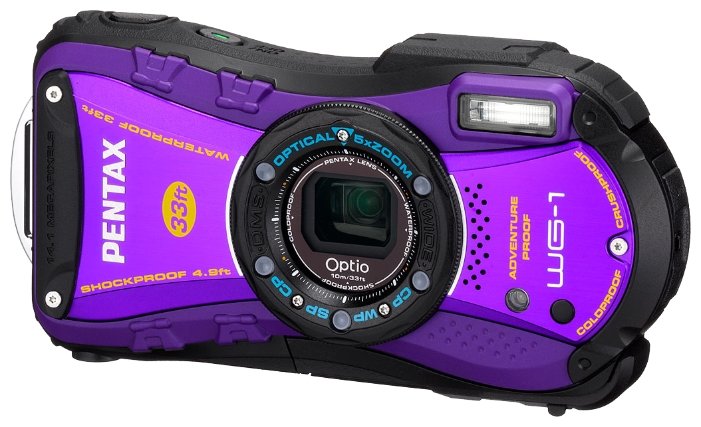 14.1 MEGAPIXELS
PENTAX
WATERPROOF 33ft
33ft
SHOCKPROOF 4.9ft
OPTICAL 5xZOOM
PENTAX LENS
COLDPROOF
WATERPROOF
Optio
10m/33ft
SHOCKPROOF
DMS
WIDE
CP SP WP CP
ADVENTURE
PROOF
WG-1
CRUSHPROOF
COLDPROOF